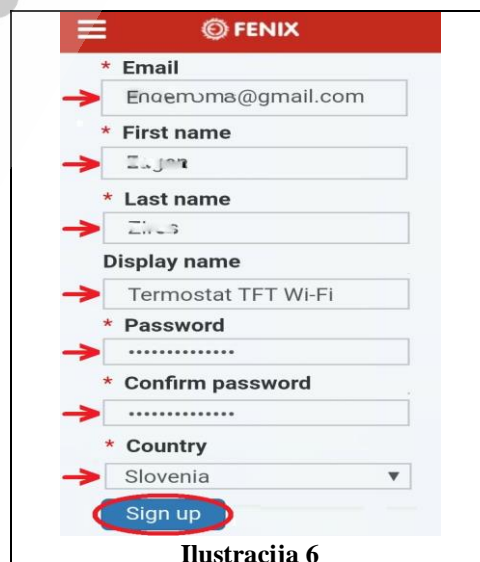 FENIX
* Email
@gmail.com
* First name
* Last name
Display name
Termostat TFT Wi-Fi
* Password
••••••••••••••
* Confirm password
••••••••••••••
* Country
Slovenia ▼
Sign up
Ilustracija 6